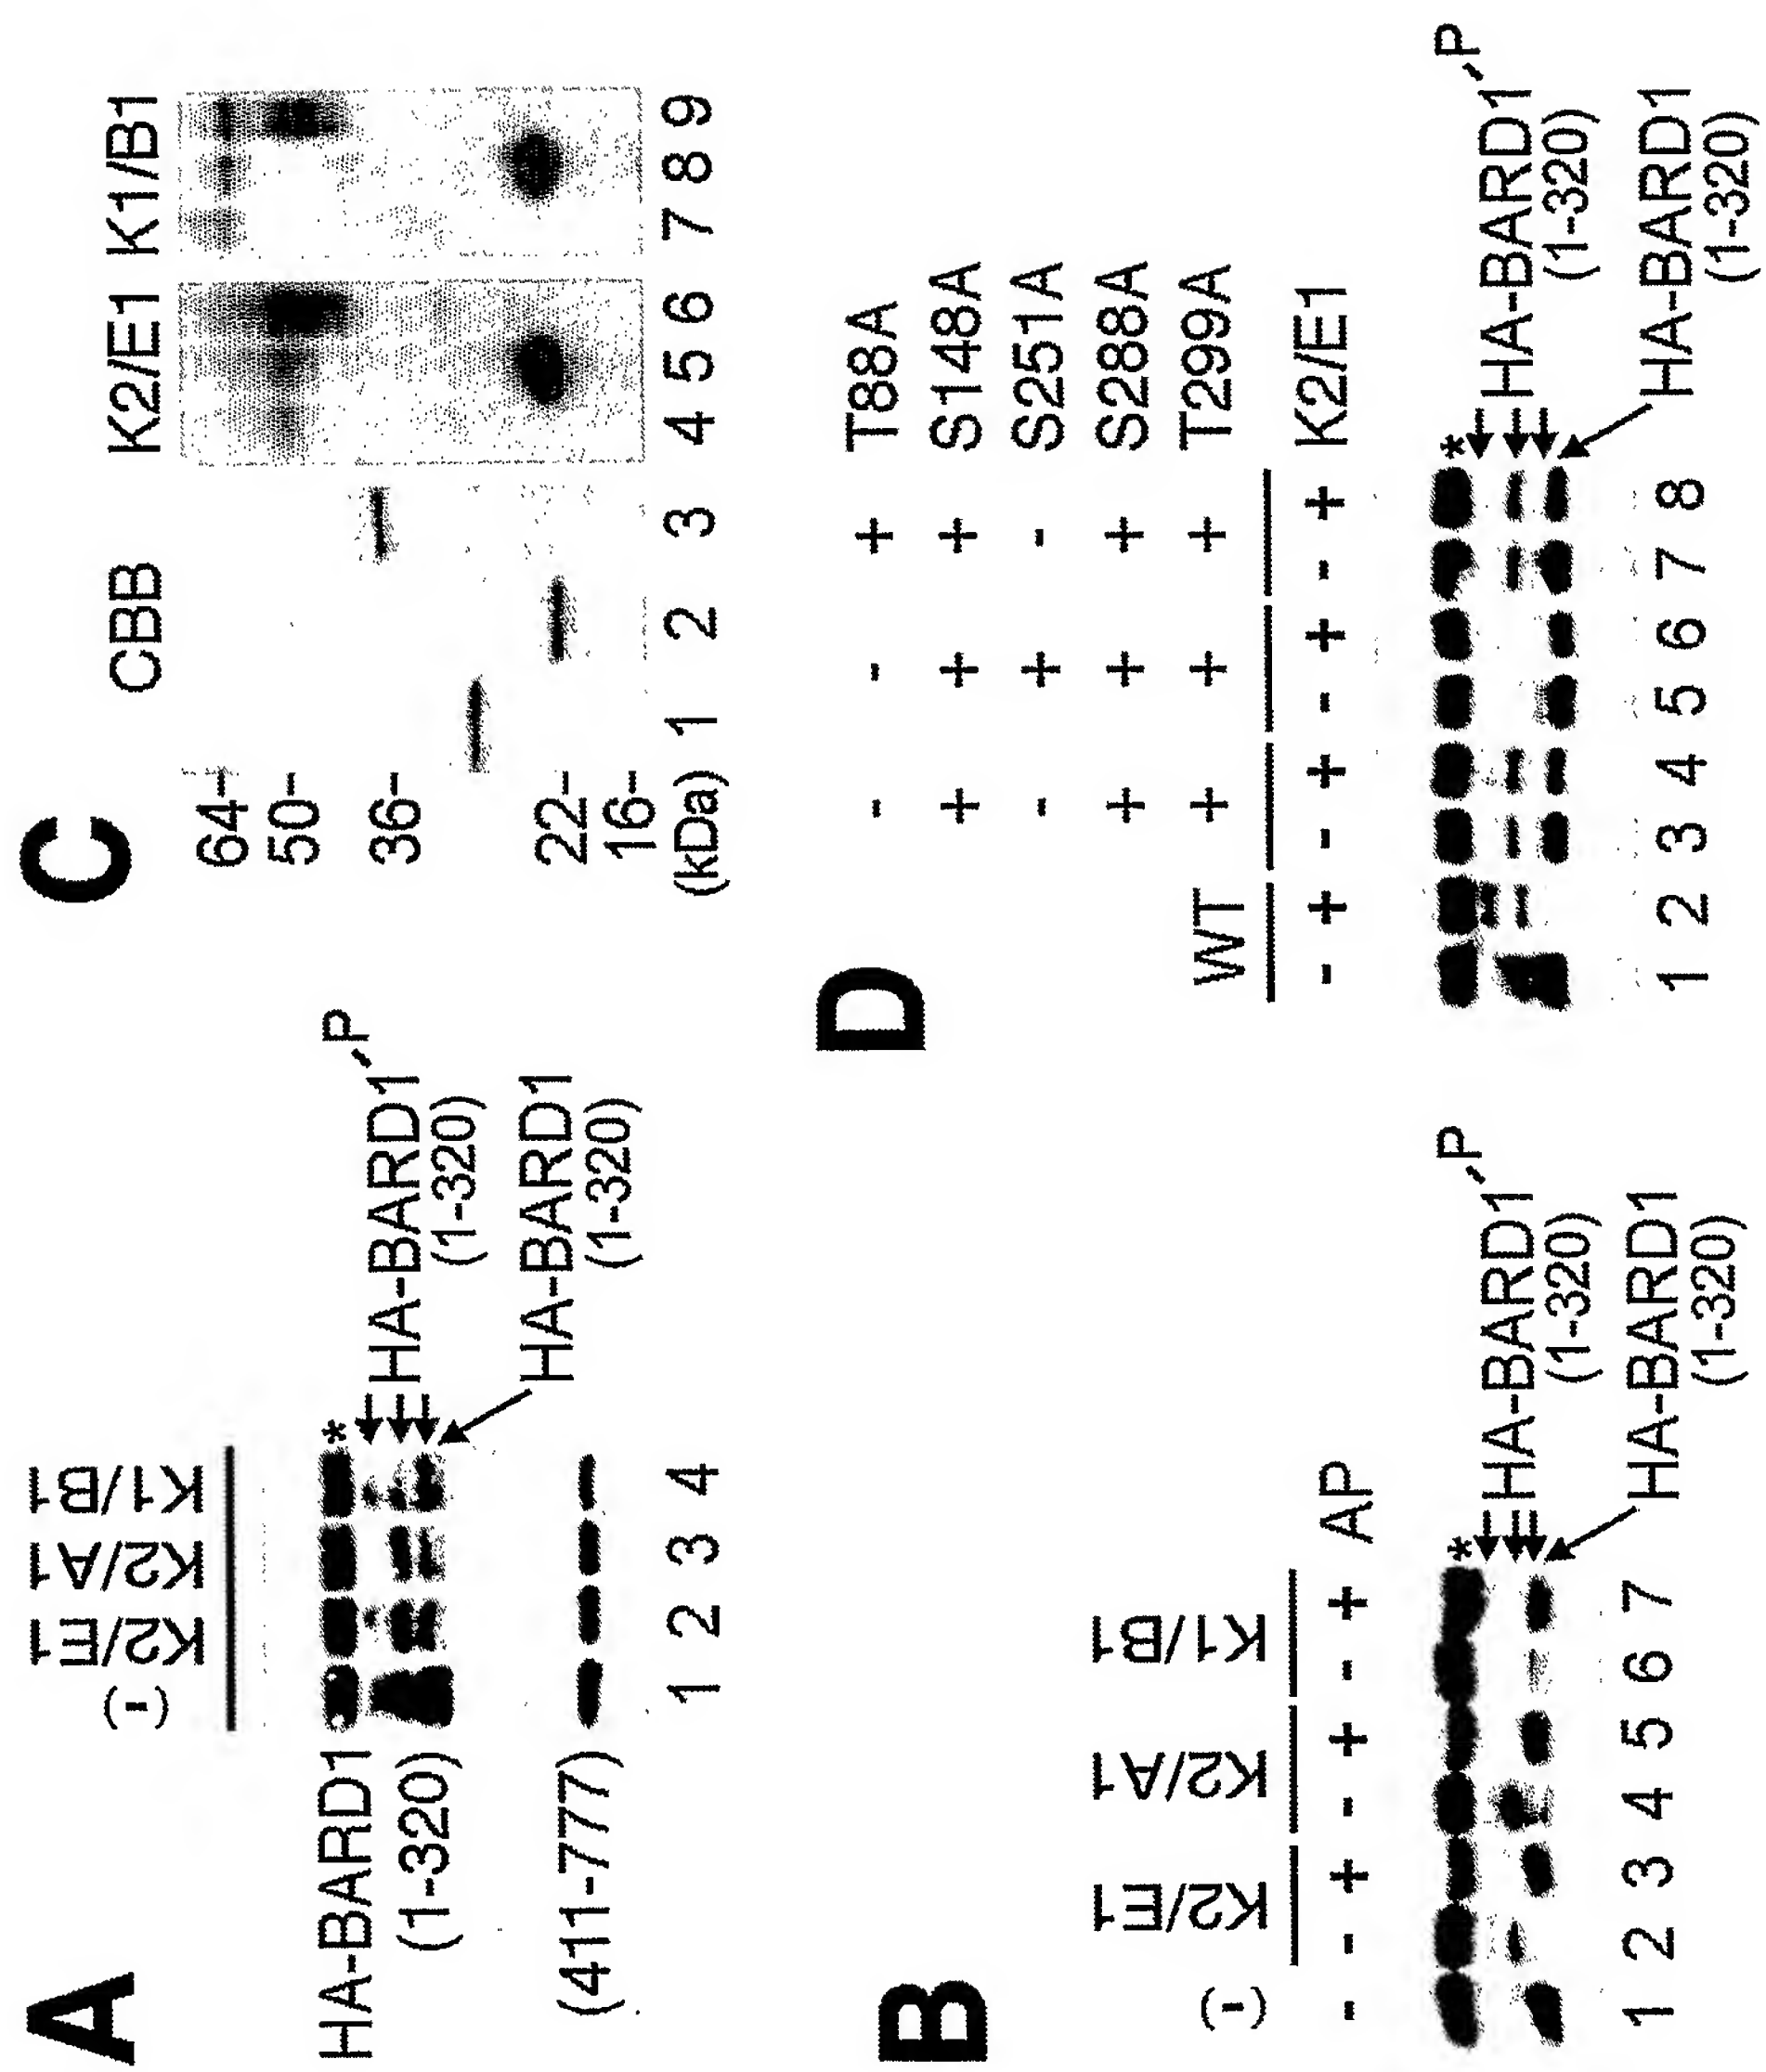 A
(-) K2/E1 K2/A1 K1/B1
HA-BARD1
(1-320)
*
HA-BARD1-P
(1-320)
HA-BARD1
(1-320)
(411-777)
1 2 3 4
B
(-) K2/E1 K2/A1 K1/B1
- - + - + - + AP
*
HA-BARD1-P
(1-320)
HA-BARD1
(1-320)
1 2 3 4 5 6 7
C
CBB K2/E1 K1/B1
64-
50-
36-
22-
16-
(kDa) 1 2 3 4 5 6 7 8 9
D
- - + T88A
+ + + S148A
- + - S251A
+ + + S288A
WT + + + T299A
- + - + - + - + K2/E1
*
HA-BARD1-P
(1-320)
HA-BARD1
(1-320)
1 2 3 4 5 6 7 8